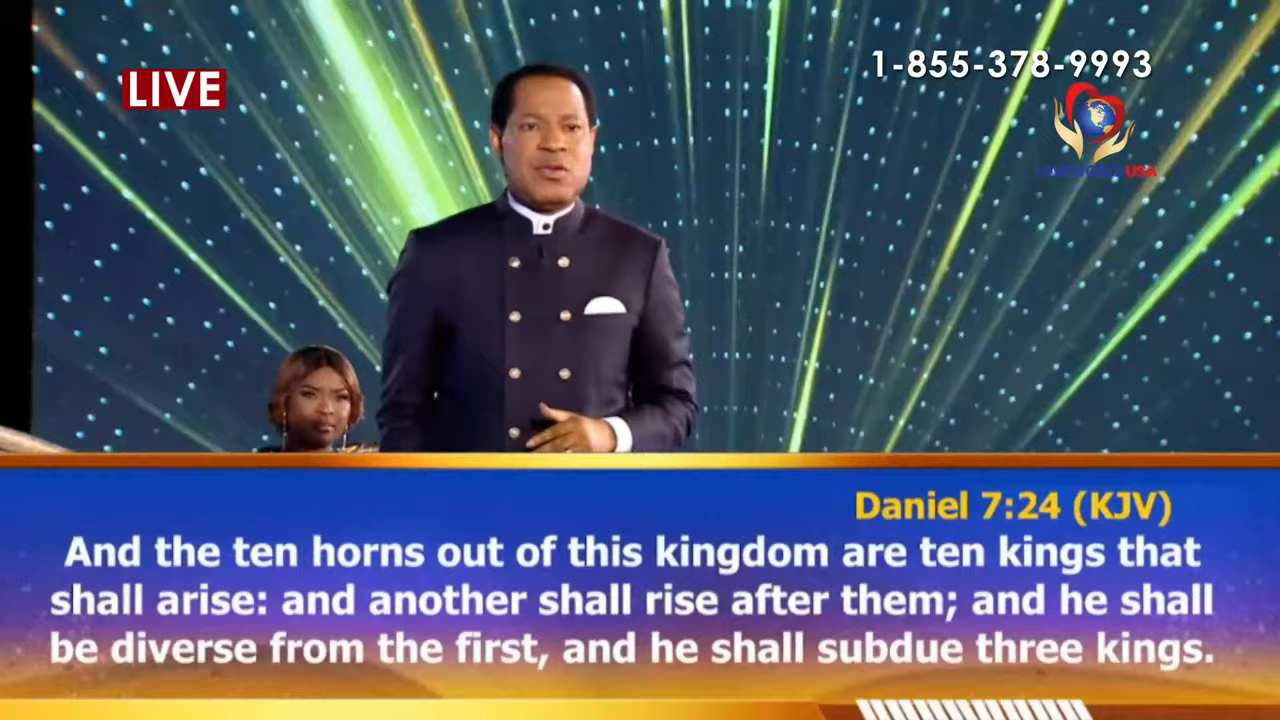 1-855-378-9993
LIVE
USA
Daniel 7:24 (KJV)
And the ten horns out of this kingdom are ten kings that
shall arise: and another shall rise after them; and he shall
be diverse from the first, and he shall subdue three kings.